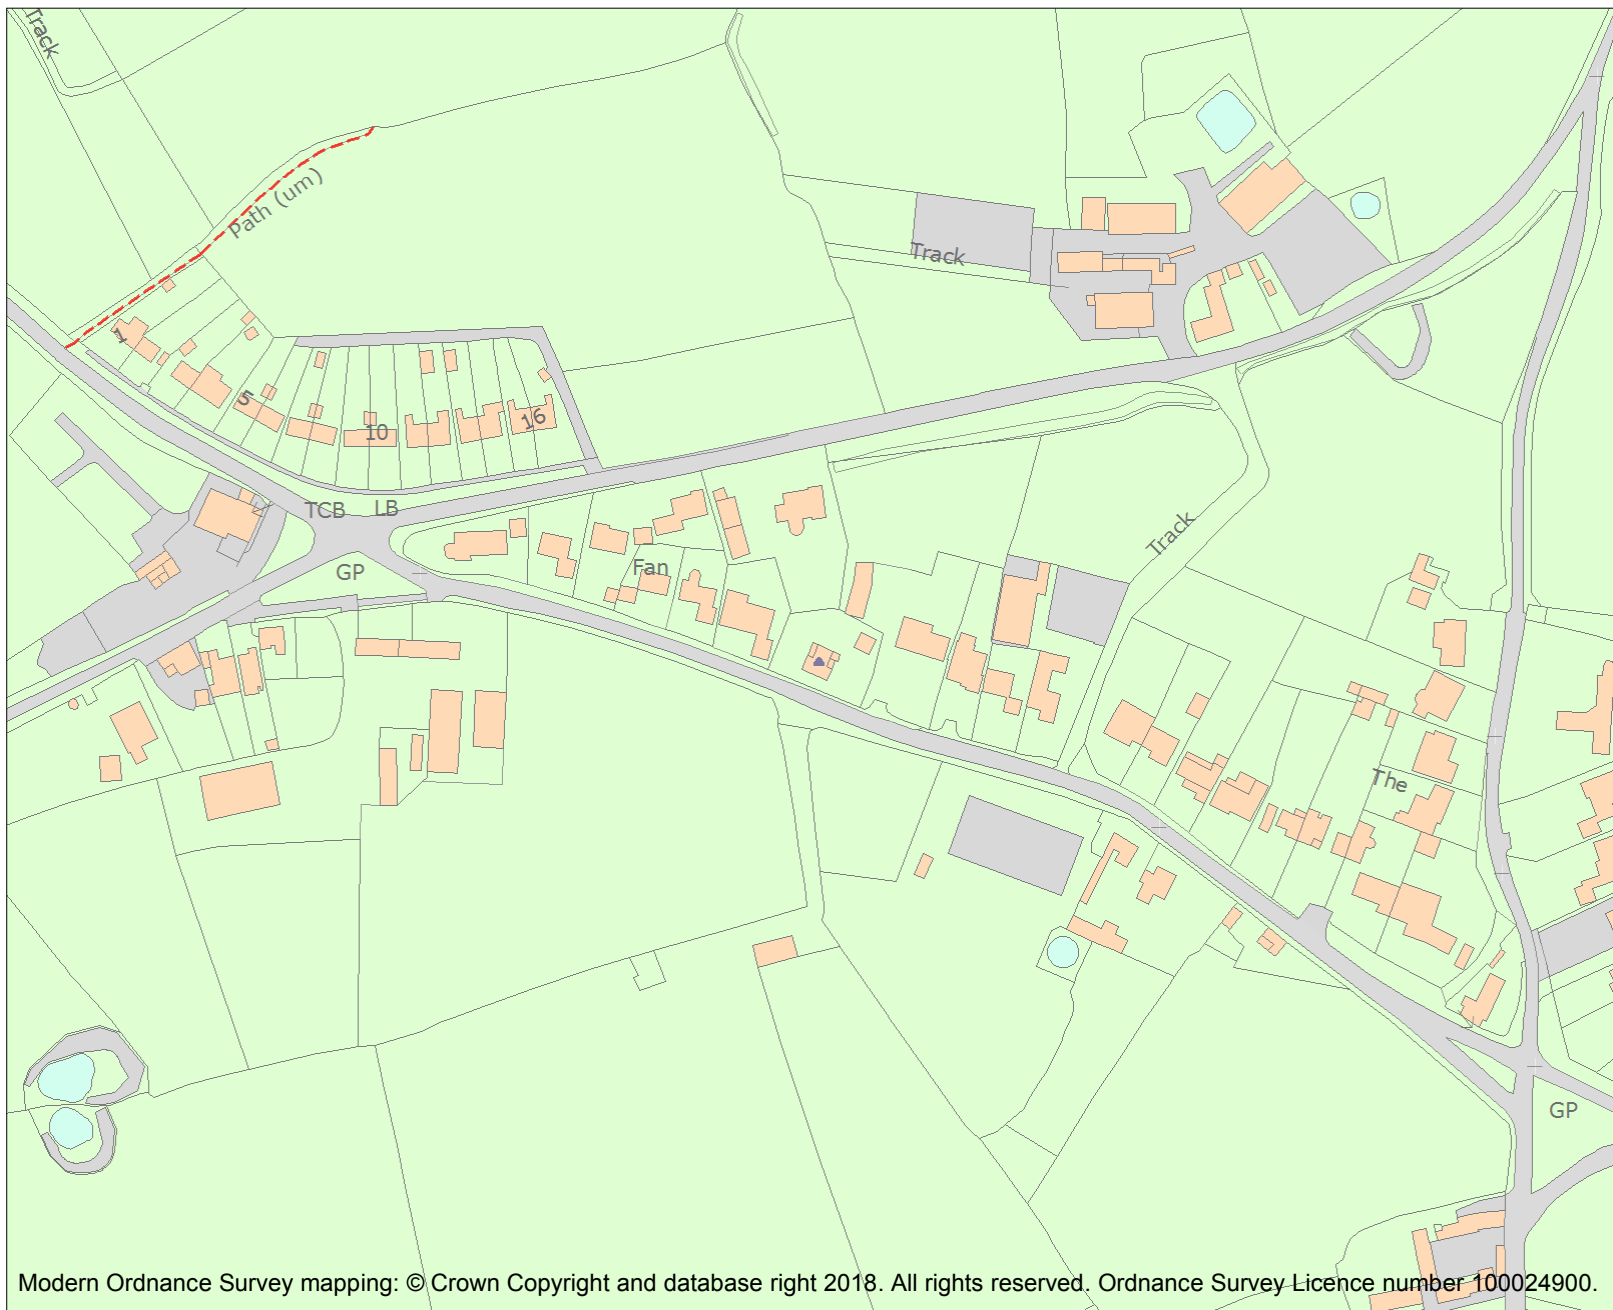 Track
Path (um)
Track
1
5
10
16
TCB
LB
Track
GP
Fan
The
GP
Modern Ordnance Survey mapping: © Crown Copyright and database right 2018. All rights reserved. Ordnance Survey Licence number 100024900.